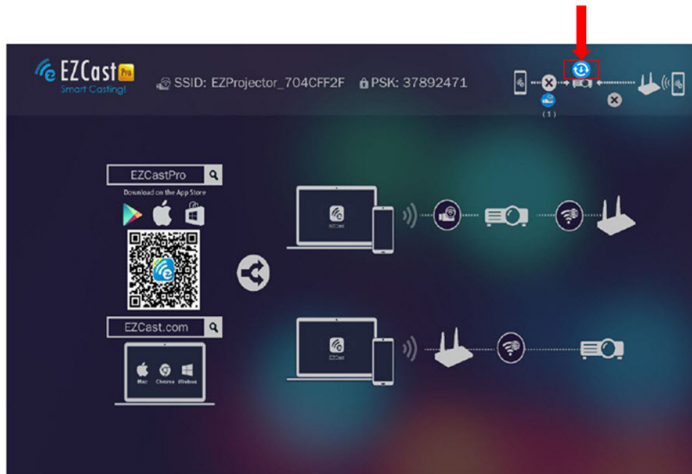 EZCast Pro
Smart Casting!
SSID: EZProjector_704CFF2F PSK: 37892471
(1)
EZCastPro
Download on the App Store
EZCast
EZCast.com
Mac Chrome Windows
EZCast